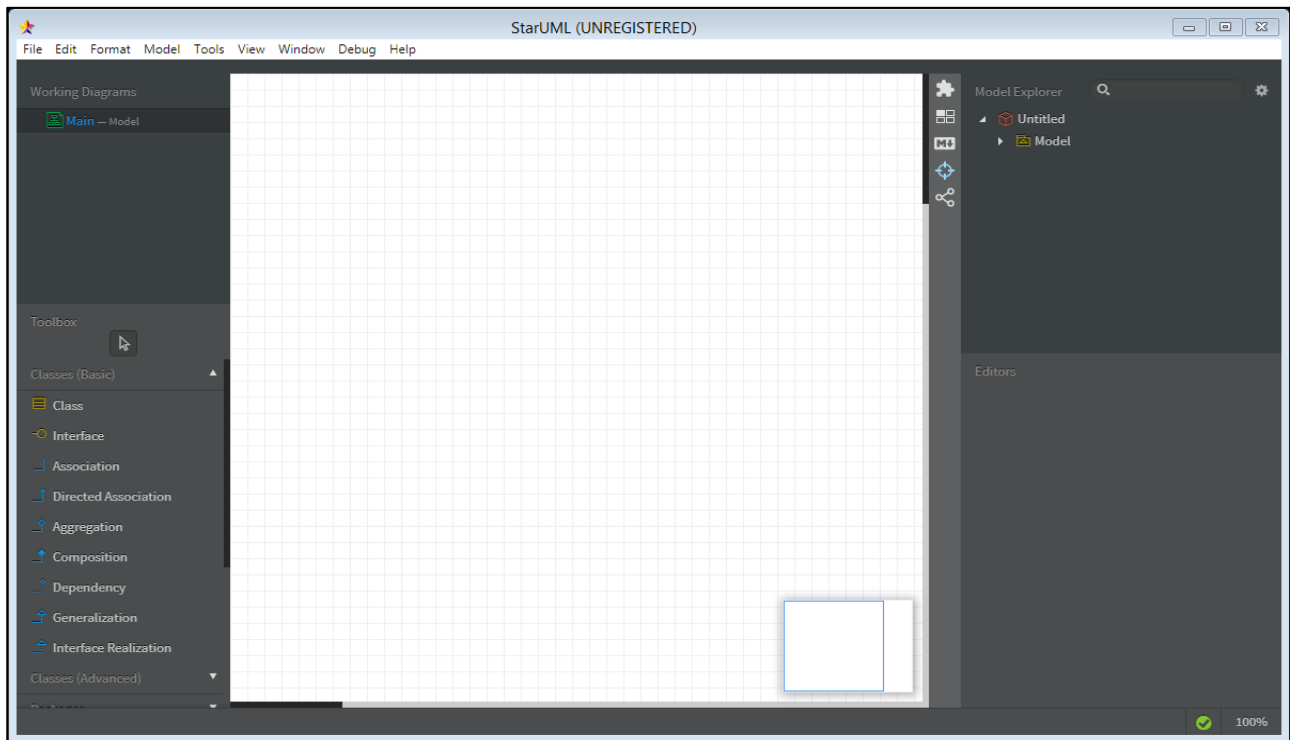 StarUML (UNREGISTERED)
File Edit Format Model Tools View Window Debug Help
Working Diagrams
Main — Model
Toolbox
Classes (Basic)
Class
Interface
Association
Directed Association
Aggregation
Composition
Dependency
Generalization
Interface Realization
Classes (Advanced)
M
Model Explorer
Untitled
Model
Editors
100%